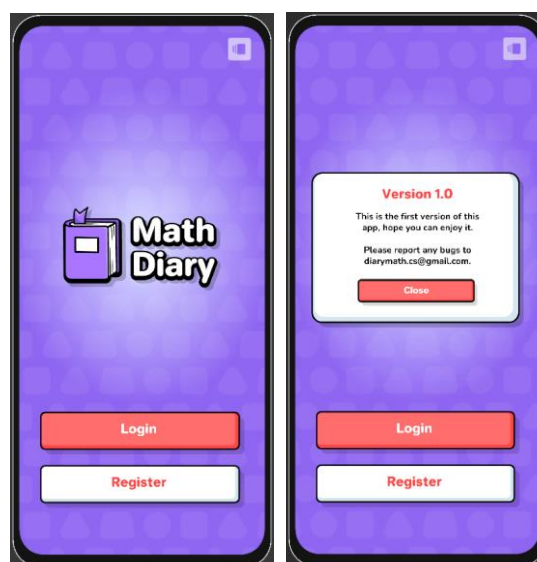 Math
Diary
Login
Register
Version 1.0
This is the first version of this
app, hope you can enjoy it.
Please report any bugs to
diarymath.cs@gmail.com.
Close
Login
Register